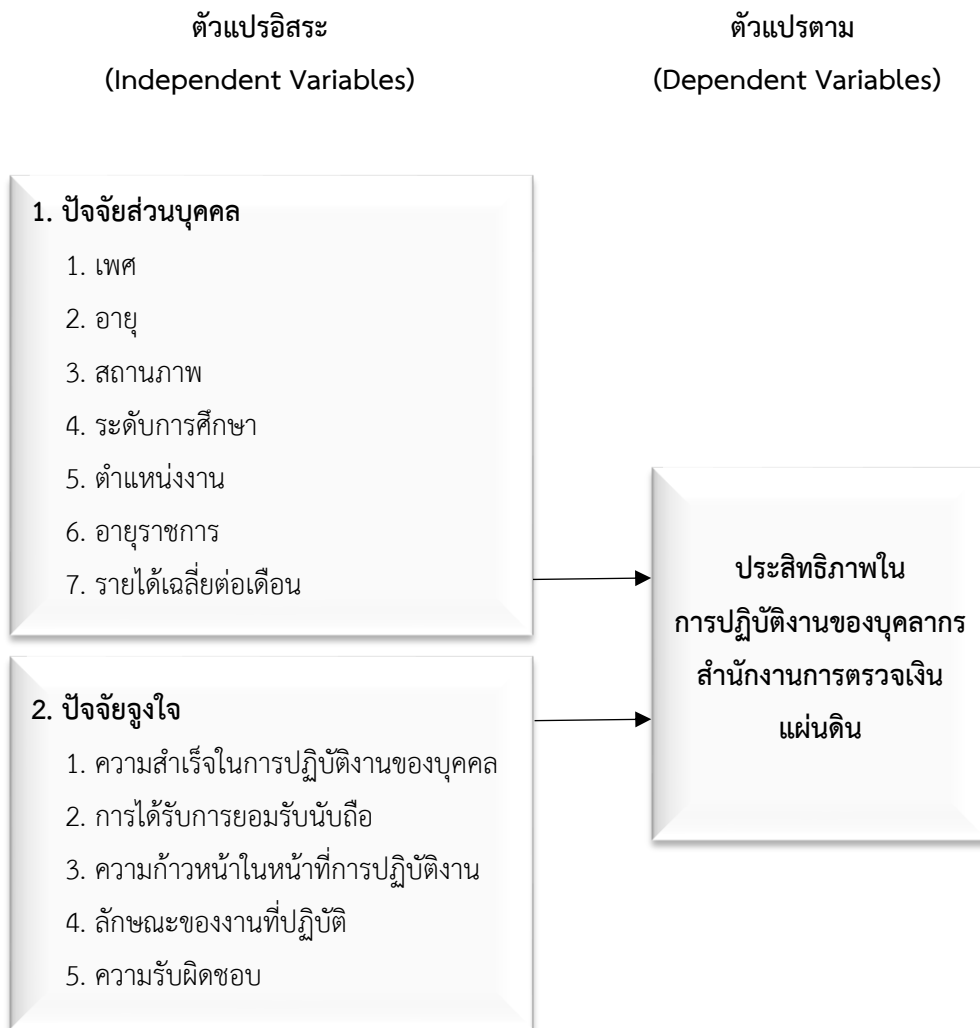 ตัวแปรอิสระ
(Independent Variables)
ตัวแปรตาม
(Dependent Variables)
1. ปัจจัยส่วนบุคคล
1. เพศ
2. อายุ
3. สถานภาพ
4. ระดับการศึกษา
5. ตำแหน่งงาน
6. อายุราชการ
7. รายได้เฉลี่ยต่อเดือน
2. ปัจจัยจูงใจ
1. ความสำเร็จในการปฏิบัติงานของบุคคล
2. การได้รับการยอมรับนับถือ
3. ความก้าวหน้าในหน้าที่การปฏิบัติงาน
4. ลักษณะของงานที่ปฏิบัติ
5. ความรับผิดชอบ
ประสิทธิภาพใน
การปฏิบัติงานของบุคลากร
สำนักงานการตรวจเงิน
แผ่นดิน